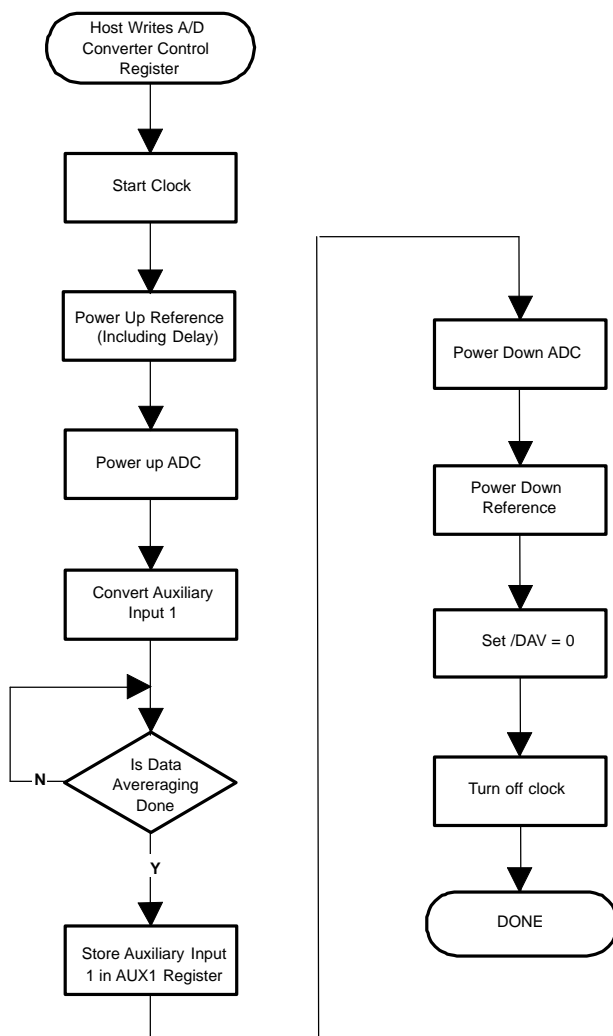 Host Writes A/D
Converter Control
Register
Start Clock
Power Up Reference
(Including Delay)
Power up ADC
Convert Auxiliary
Input 1
Is Data
Avereraging
Done
N
Y
Store Auxiliary Input
1 in AUX1 Register
Power Down ADC
Power Down
Reference
Set /DAV = 0
Turn off clock
DONE